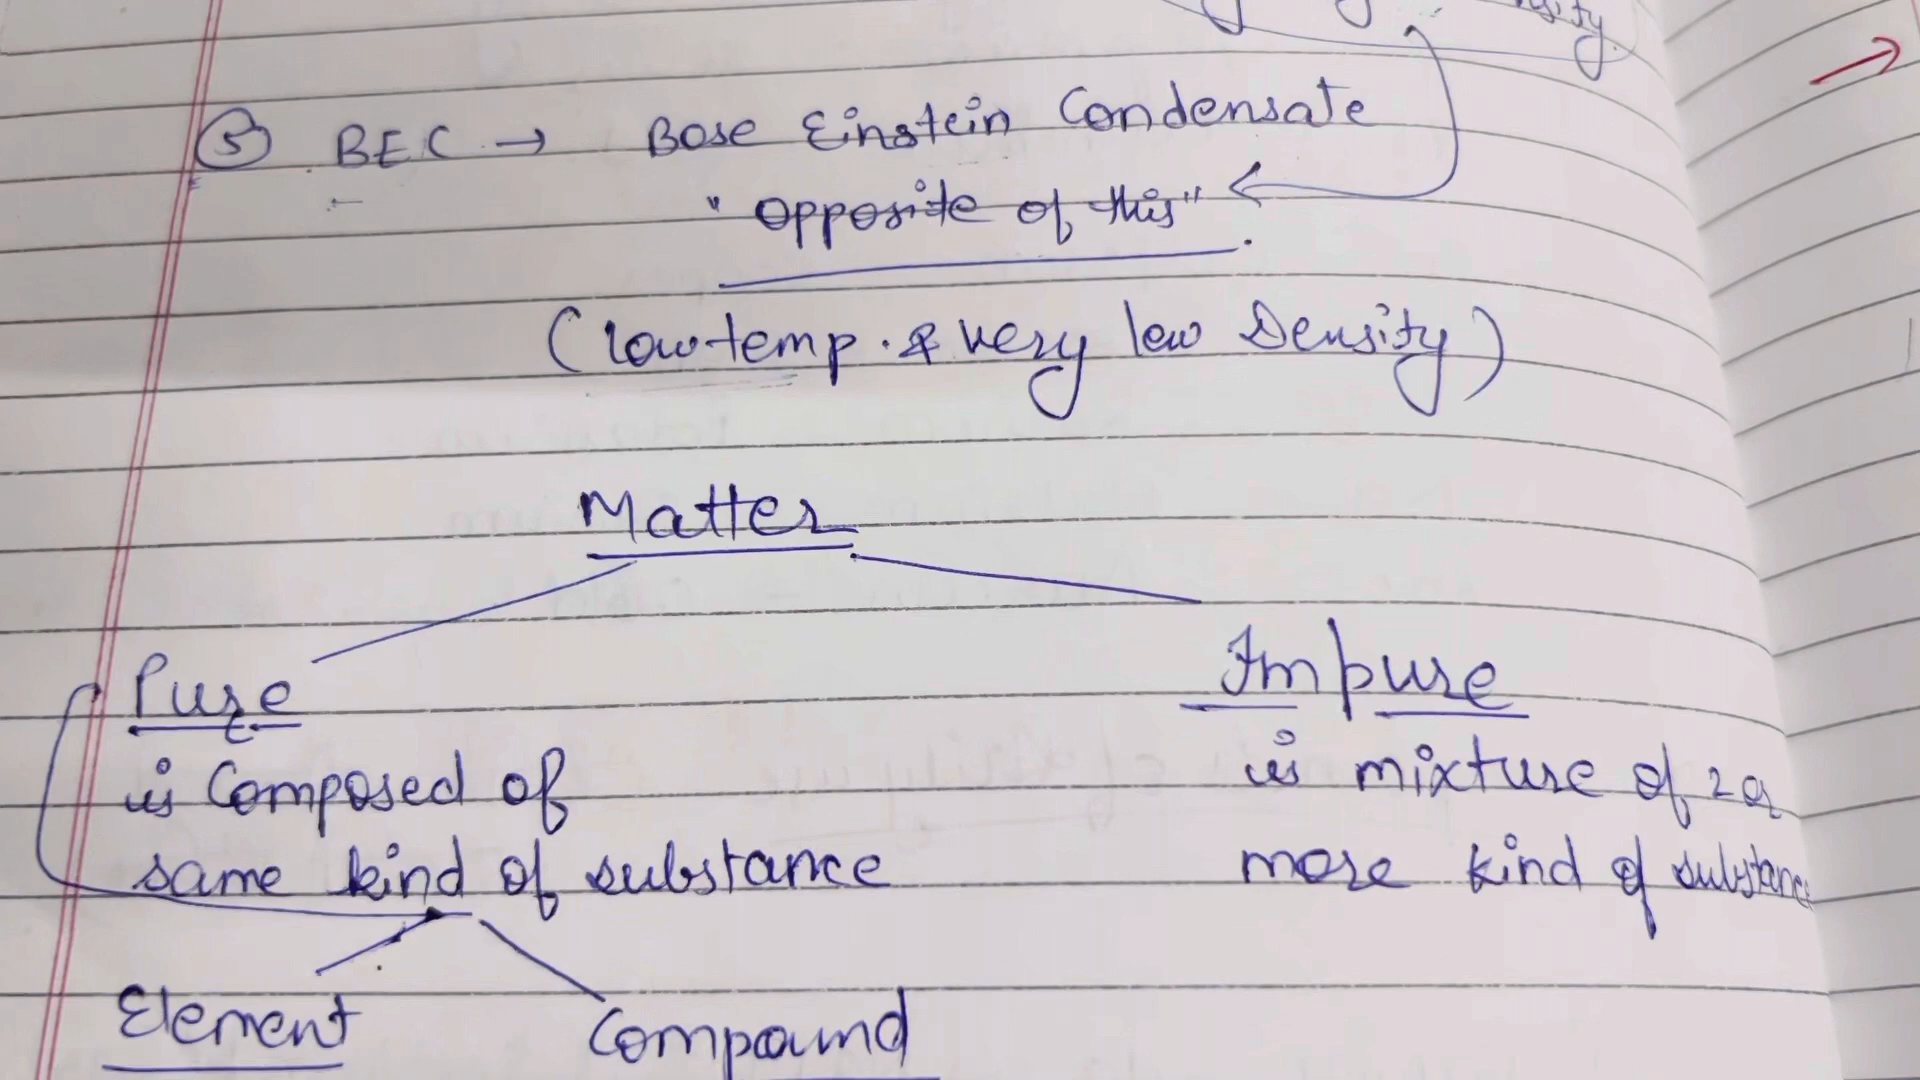 ⑤ BEC → Bose Einstein Condensate
"opposite of this" ←
(low temp. & very low Density)
Matter
Pure
Impure
is composed of
same kind of substance
is mixture of 2 or
more kind of substance
Element
Compound